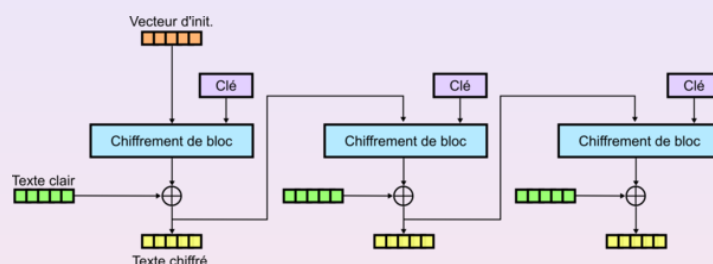 Vecteur d'init.
Clé
Clé
Clé
Chiffrement de bloc
Chiffrement de bloc
Chiffrement de bloc
Texte clair
Texte chiffré